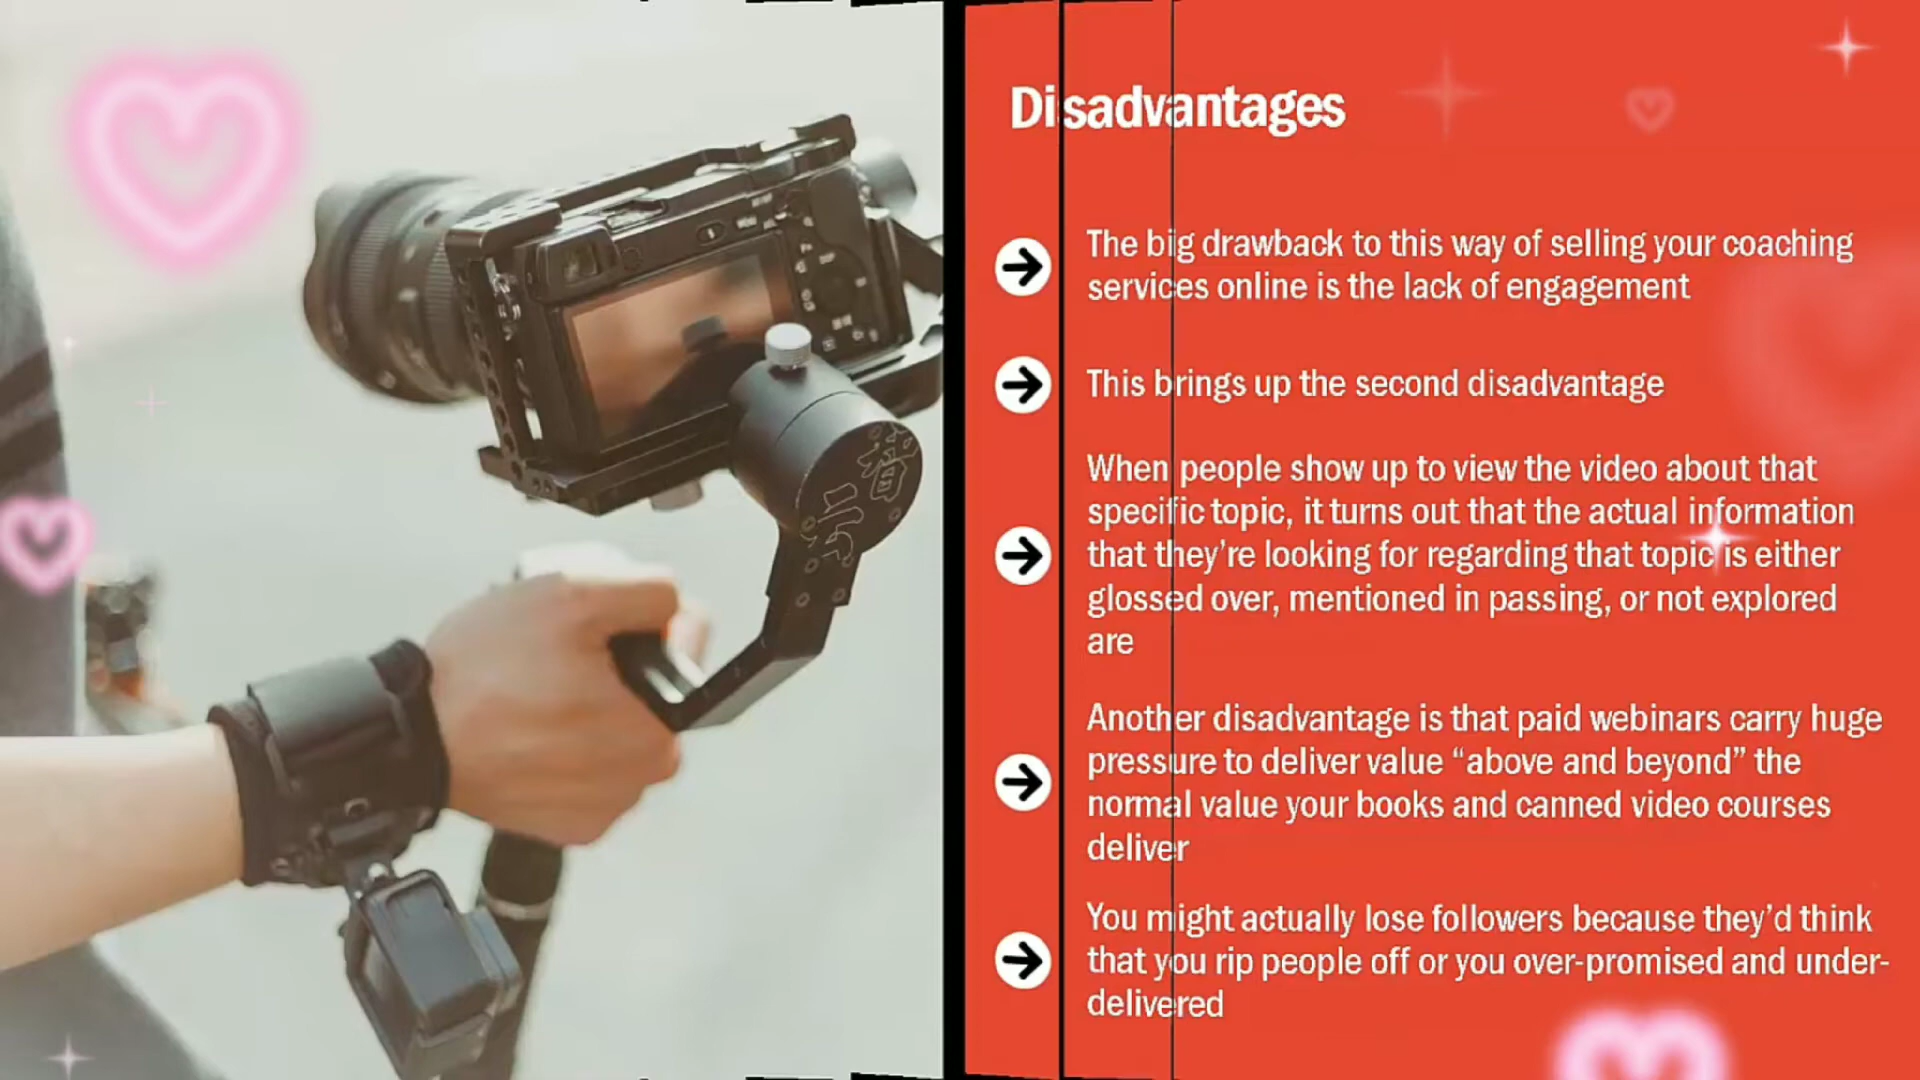 Disadvantages
The big drawback to this way of selling your coaching
services online is the lack of engagement
This brings up the second disadvantage
When people show up to view the video about that
specific topic, it turns out that the actual information
that they’re looking for regarding that topic is either
glossed over, mentioned in passing, or not explored
are
Another disadvantage is that paid webinars carry huge
pressure to deliver value “above and beyond” the
normal value your books and canned video courses
deliver
You might actually lose followers because they’d think
that you rip people off or you over-promised and under-
delivered